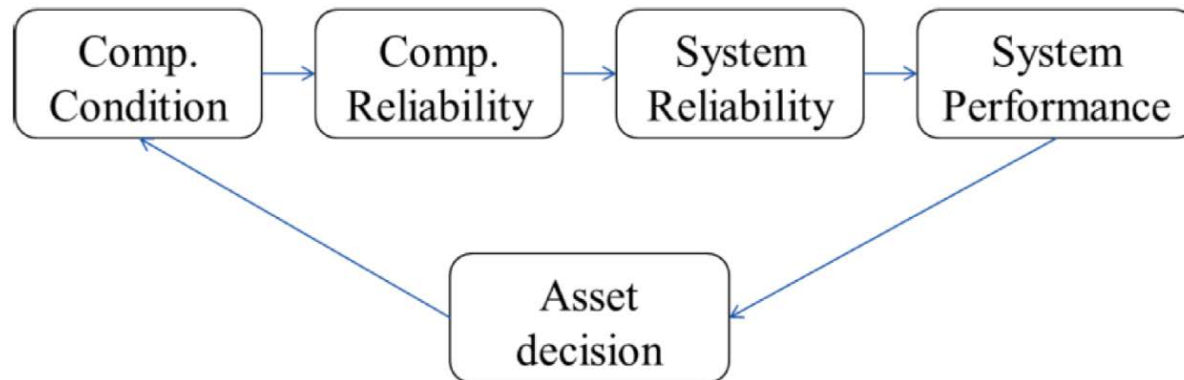 Comp.
Condition
Comp.
Reliability
System
Reliability
System
Performance
Asset
decision